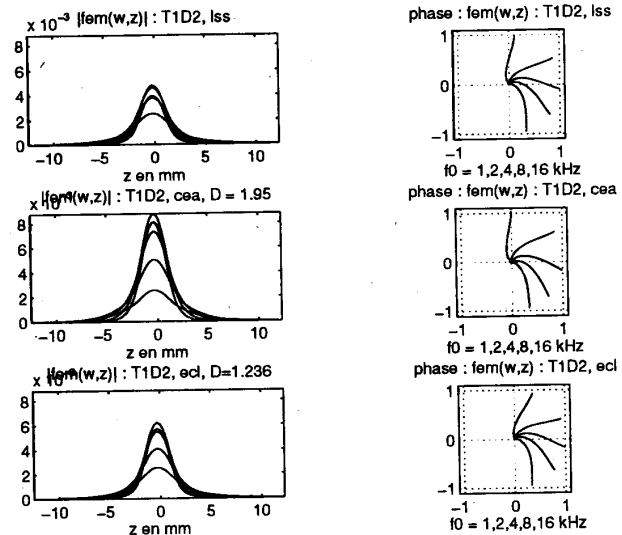 x 10⁻³ |fem(w,z)| : T1D2, lss
8
6
4
2
0
−10 −5 0 5 10
z en mm
phase : fem(w,z) : T1D2, lss
1
0
−1
−1 0 1
f0 = 1,2,4,8,16 kHz
|fem(w,z)| : T1D2, cea, D = 1.95
8
6
4
2
0
−10 −5 0 5 10
z en mm
phase : fem(w,z) : T1D2, cea
1
0
−1
−1 0 1
f0 = 1,2,4,8,16 kHz
|fem(w,z)| : T1D2, ecl, D=1.236
8
6
4
2
0
−10 −5 0 5 10
z en mm
phase : fem(w,z) : T1D2, ecl
1
0
−1
−1 0 1
f0 = 1,2,4,8,16 kHz